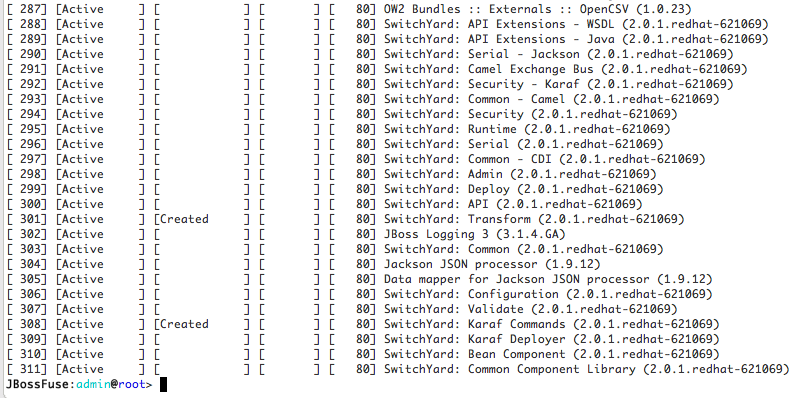 [ 287] [Active     ] [            ] [       ] [   80] OW2 Bundles :: Externals :: OpenCSV (1.0.23)
[ 288] [Active     ] [            ] [       ] [   80] SwitchYard: API Extensions - WSDL (2.0.1.redhat-621069)
[ 289] [Active     ] [            ] [       ] [   80] SwitchYard: API Extensions - Java (2.0.1.redhat-621069)
[ 290] [Active     ] [            ] [       ] [   80] SwitchYard: Serial - Jackson (2.0.1.redhat-621069)
[ 291] [Active     ] [            ] [       ] [   80] SwitchYard: Camel Exchange Bus (2.0.1.redhat-621069)
[ 292] [Active     ] [            ] [       ] [   80] SwitchYard: Security - Karaf (2.0.1.redhat-621069)
[ 293] [Active     ] [            ] [       ] [   80] SwitchYard: Common - Camel (2.0.1.redhat-621069)
[ 294] [Active     ] [            ] [       ] [   80] SwitchYard: Security (2.0.1.redhat-621069)
[ 295] [Active     ] [            ] [       ] [   80] SwitchYard: Runtime (2.0.1.redhat-621069)
[ 296] [Active     ] [            ] [       ] [   80] SwitchYard: Serial (2.0.1.redhat-621069)
[ 297] [Active     ] [            ] [       ] [   80] SwitchYard: Common - CDI (2.0.1.redhat-621069)
[ 298] [Active     ] [            ] [       ] [   80] SwitchYard: Admin (2.0.1.redhat-621069)
[ 299] [Active     ] [            ] [       ] [   80] SwitchYard: Deploy (2.0.1.redhat-621069)
[ 300] [Active     ] [            ] [       ] [   80] SwitchYard: API (2.0.1.redhat-621069)
[ 301] [Active     ] [Created     ] [       ] [   80] SwitchYard: Transform (2.0.1.redhat-621069)
[ 302] [Active     ] [            ] [       ] [   80] JBoss Logging 3 (3.1.4.GA)
[ 303] [Active     ] [            ] [       ] [   80] SwitchYard: Common (2.0.1.redhat-621069)
[ 304] [Active     ] [            ] [       ] [   80] Jackson JSON processor (1.9.12)
[ 305] [Active     ] [            ] [       ] [   80] Data mapper for Jackson JSON processor (1.9.12)
[ 306] [Active     ] [            ] [       ] [   80] SwitchYard: Configuration (2.0.1.redhat-621069)
[ 307] [Active     ] [            ] [       ] [   80] SwitchYard: Validate (2.0.1.redhat-621069)
[ 308] [Active     ] [Created     ] [       ] [   80] SwitchYard: Karaf Commands (2.0.1.redhat-621069)
[ 309] [Active     ] [            ] [       ] [   80] SwitchYard: Karaf Deployer (2.0.1.redhat-621069)
[ 310] [Active     ] [            ] [       ] [   80] SwitchYard: Bean Component (2.0.1.redhat-621069)
[ 311] [Active     ] [            ] [       ] [   80] SwitchYard: Common Component Library (2.0.1.redhat-621069)
JBossFuse:admin@root>